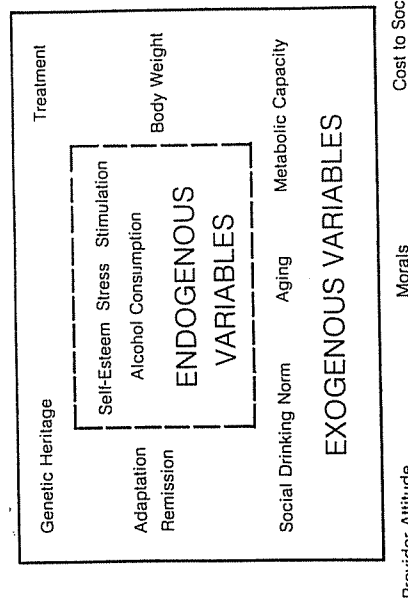 Genetic Heritage Treatment
Self-Esteem Stress Stimulation
Adaptation Alcohol Consumption Body Weight
Remission ENDOGENOUS
VARIABLES
Social Drinking Norm Aging Metabolic Capacity
EXOGENOUS VARIABLES
Provider Attitude Morals Cost to Soc